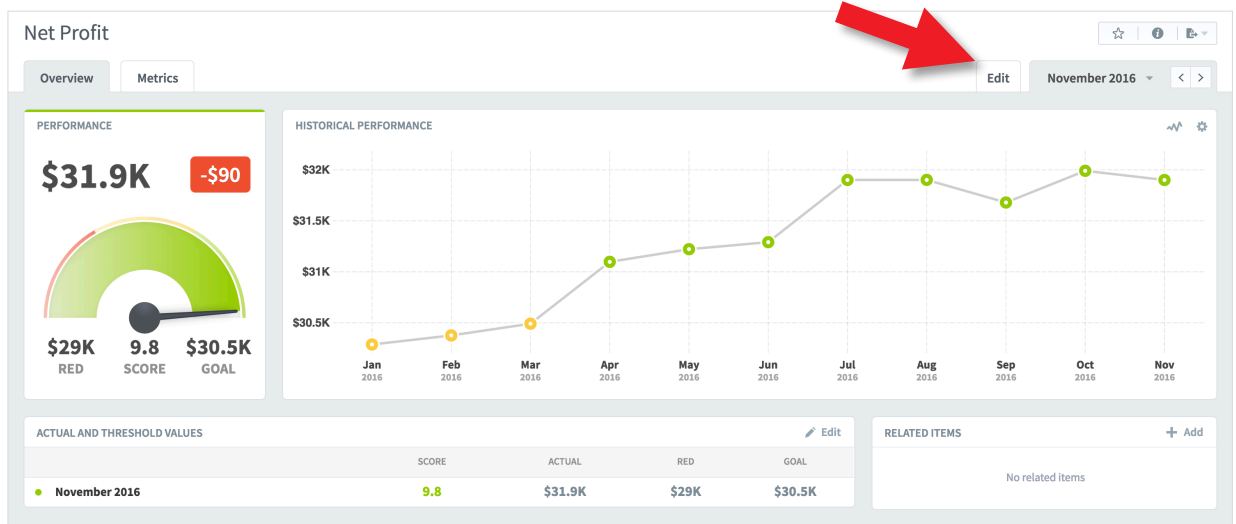 Net Profit
Overview
Metrics
Edit
November 2016
PERFORMANCE
$31.9K
-$90
$29K
9.8
$30.5K
RED
SCORE
GOAL
HISTORICAL PERFORMANCE
$32K
$31.5K
$31K
$30.5K
Jan Feb Mar Apr May Jun Jul Aug Sep Oct Nov
2016 2016 2016 2016 2016 2016 2016 2016 2016 2016 2016
ACTUAL AND THRESHOLD VALUES
Edit
SCORE ACTUAL RED GOAL
November 2016 9.8 $31.9K $29K $30.5K
RELATED ITEMS
Add
No related items